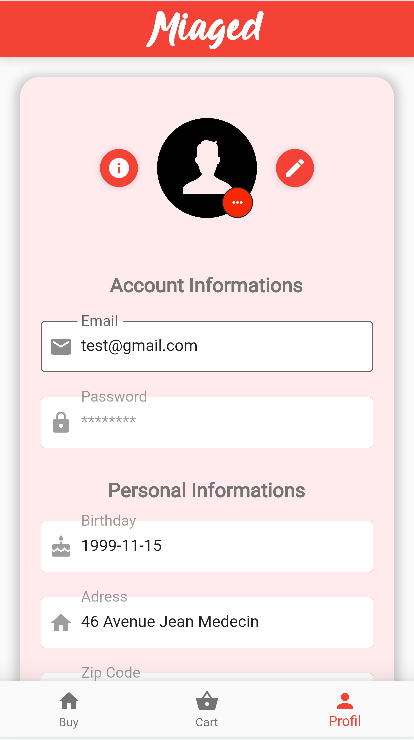 Miaged
Account Informations
Email
test@gmail.com
Password
********
Personal Informations
Birthday
1999-11-15
Adress
46 Avenue Jean Medecin
Zip Code
Buy
Cart
Profil